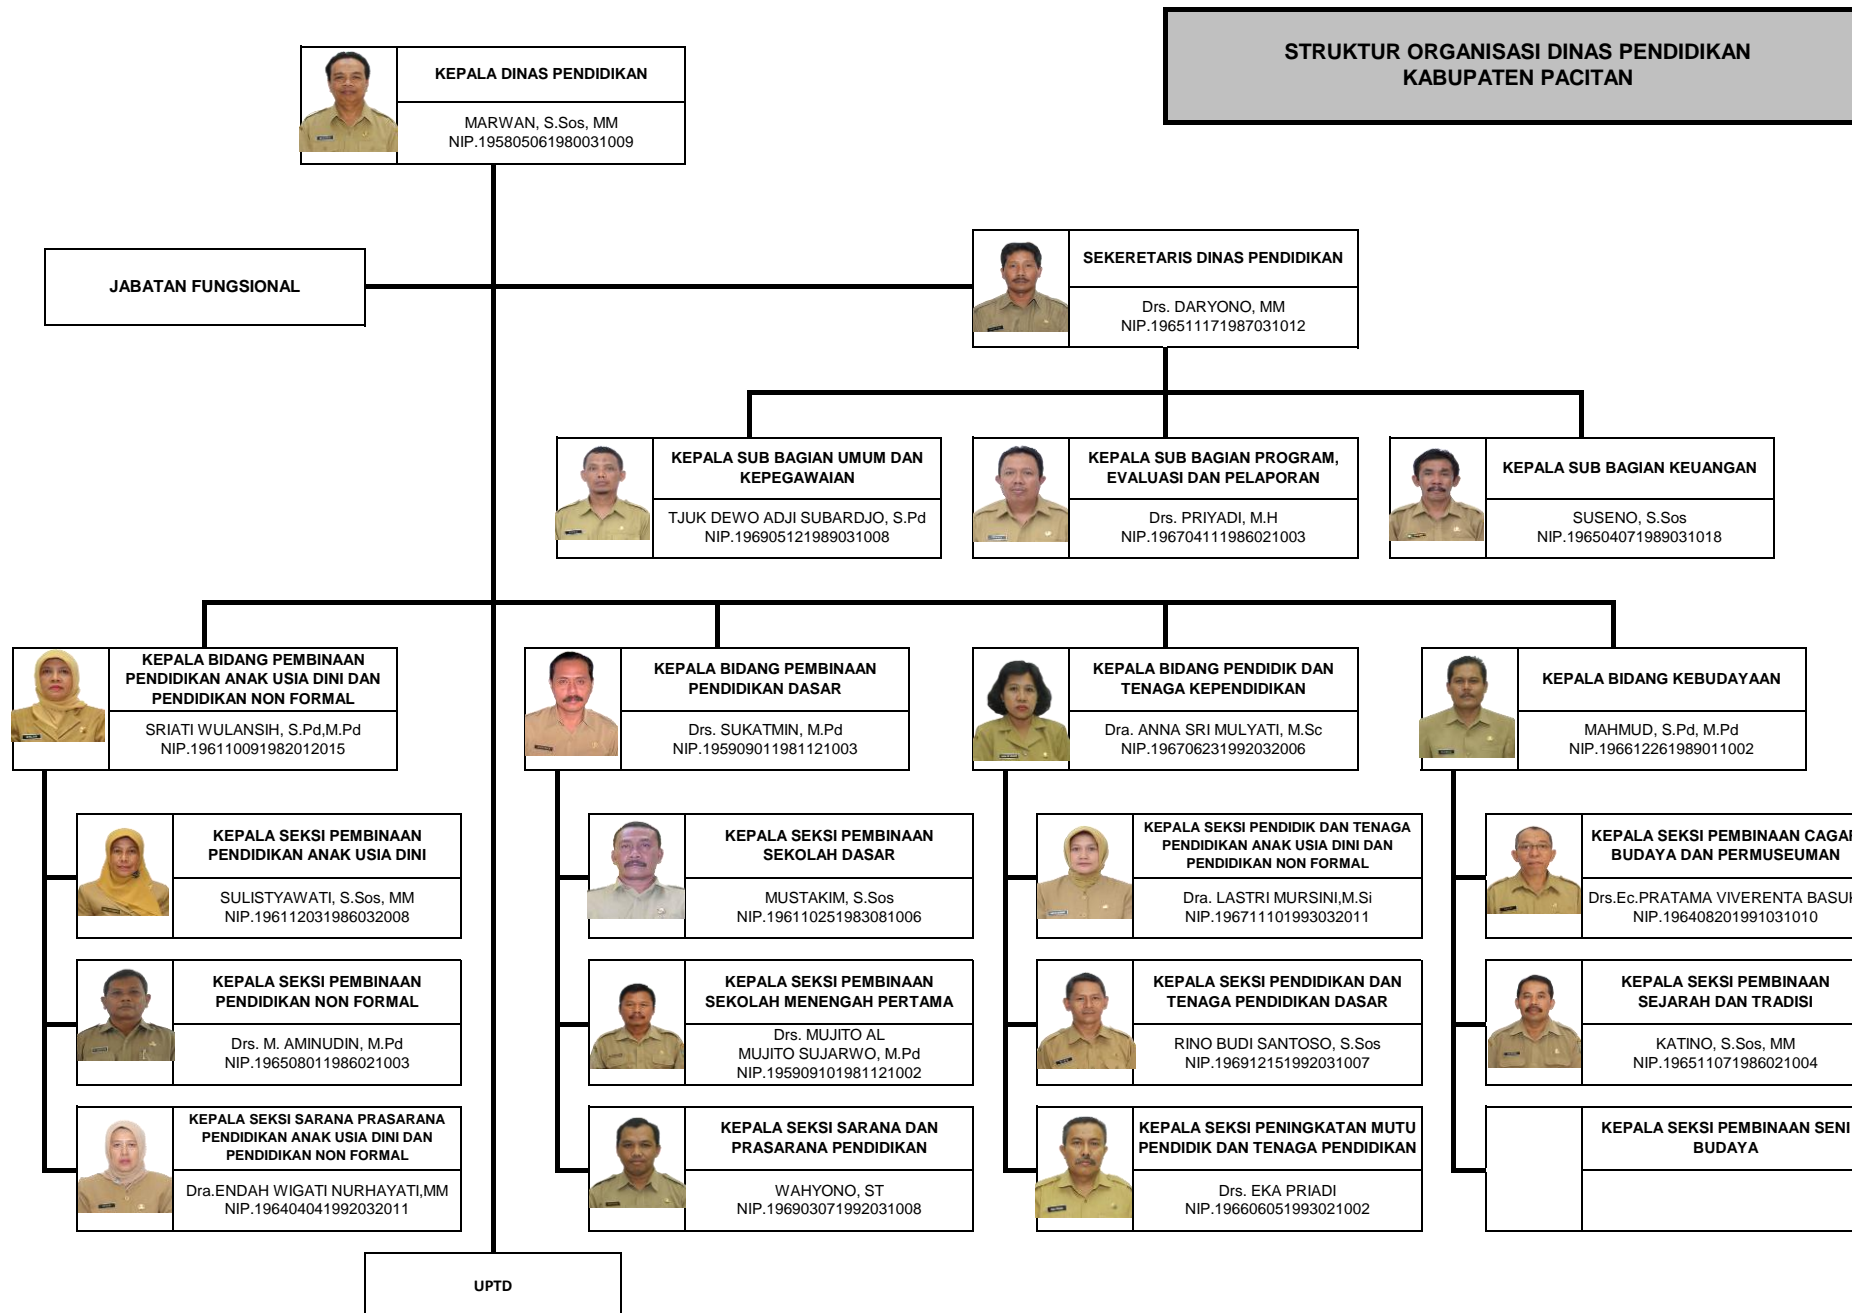 STRUKTUR ORGANISASI DINAS PENDIDIKAN
KABUPATEN PACITAN
KEPALA DINAS PENDIDIKAN
MARWAN, S.Sos, MM
NIP.195805061980031009
JABATAN FUNGSIONAL
SEKERETARIS DINAS PENDIDIKAN
Drs. DARYONO, MM
NIP.196511171987031012
KEPALA SUB BAGIAN UMUM DAN
KEPEGAWAIAN
TJUK DEWO ADJI SUBARDJO, S.Pd
NIP.196905121989031008
KEPALA SUB BAGIAN PROGRAM,
EVALUASI DAN PELAPORAN
Drs. PRIYADI, M.H
NIP.196704111986021003
KEPALA SUB BAGIAN KEUANGAN
SUSENO, S.Sos
NIP.196504071989031018
KEPALA BIDANG PEMBINAAN
PENDIDIKAN ANAK USIA DINI DAN
PENDIDIKAN NON FORMAL
SRIATI WULANSIH, S.Pd,M.Pd
NIP.196110091982012015
KEPALA BIDANG PEMBINAAN
PENDIDIKAN DASAR
Drs. SUKATMIN, M.Pd
NIP.195909011981121003
KEPALA BIDANG PENDIDIK DAN
TENAGA KEPENDIDIKAN
Dra. ANNA SRI MULYATI, M.Sc
NIP.196706231992032006
KEPALA BIDANG KEBUDAYAAN
MAHMUD, S.Pd, M.Pd
NIP.196612261989011002
KEPALA SEKSI PEMBINAAN
PENDIDIKAN ANAK USIA DINI
SULISTYAWATI, S.Sos, MM
NIP.196112031986032008
KEPALA SEKSI PEMBINAAN
SEKOLAH DASAR
MUSTAKIM, S.Sos
NIP.196110251983081006
KEPALA SEKSI PENDIDIK DAN TENAGA
PENDIDIKAN ANAK USIA DINI DAN
PENDIDIKAN NON FORMAL
Dra. LASTRI MURSINI,M.Si
NIP.196711101993032011
KEPALA SEKSI PEMBINAAN
BUDAYA DAN PERMUSEUMAN
Drs.Ec.PRATAMA VIVERENTA
NIP.196408201991031010
KEPALA SEKSI PEMBINAAN
PENDIDIKAN NON FORMAL
Drs. M. AMINUDIN, M.Pd
NIP.196508011986021003
KEPALA SEKSI PEMBINAAN
SEKOLAH MENENGAH PERTAMA
Drs. MUJITO AL
MUJITO SUJARWO, M.Pd
NIP.195909101981121002
KEPALA SEKSI PENDIDIKAN DAN
TENAGA PENDIDIKAN DASAR
RINO BUDI SANTOSO, S.Sos
NIP.196912151992031007
KEPALA SEKSI PEMBINAAN
SEJARAH DAN TRADISI
KATINO, S.Sos, MM
NIP.196511071986021004
KEPALA SEKSI SARANA PRASARANA
PENDIDIKAN ANAK USIA DINI DAN
PENDIDIKAN NON FORMAL
Dra.ENDAH WIGATI NURHAYATI,MM
NIP.196404041992032011
KEPALA SEKSI SARANA DAN
PRASARANA PENDIDIKAN
WAHYONO, ST
NIP.196903071992031008
KEPALA SEKSI PENINGKATAN MUTU
PENDIDIK DAN TENAGA PENDIDIKAN
Drs. EKA PRIADI
NIP.196606051993021002
KEPALA SEKSI PEMBINAAN SENI
BUDAYA
UPTD